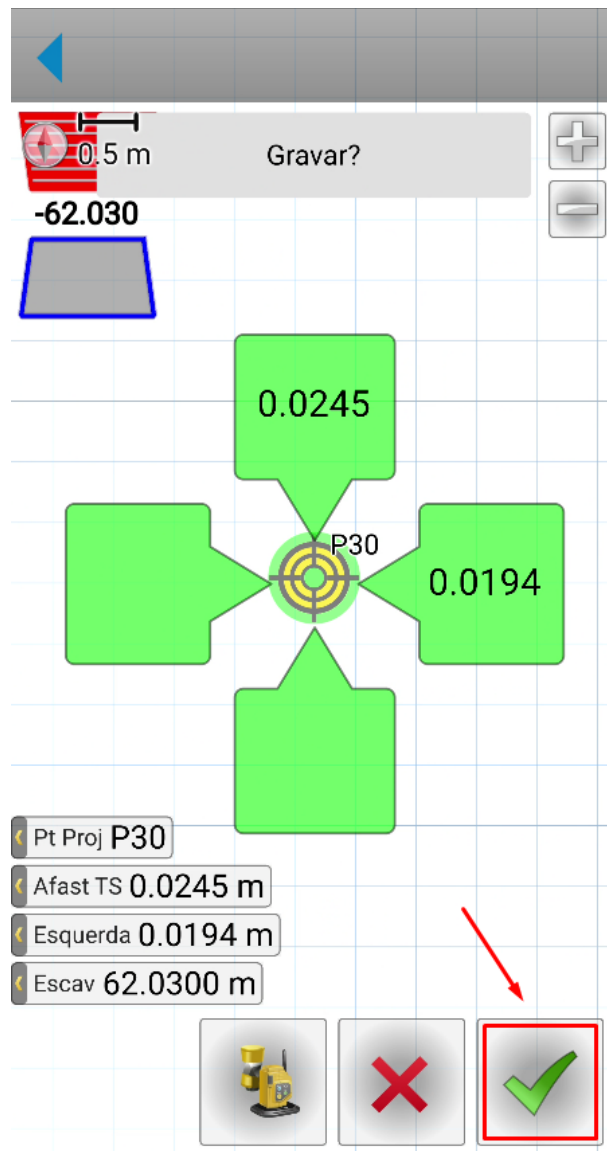 0.5 m
Gravar?
-62.030
0.0245
P30
0.0194
Pt Proj P30
Afast TS 0.0245 m
Esquerda 0.0194 m
Escav 62.0300 m